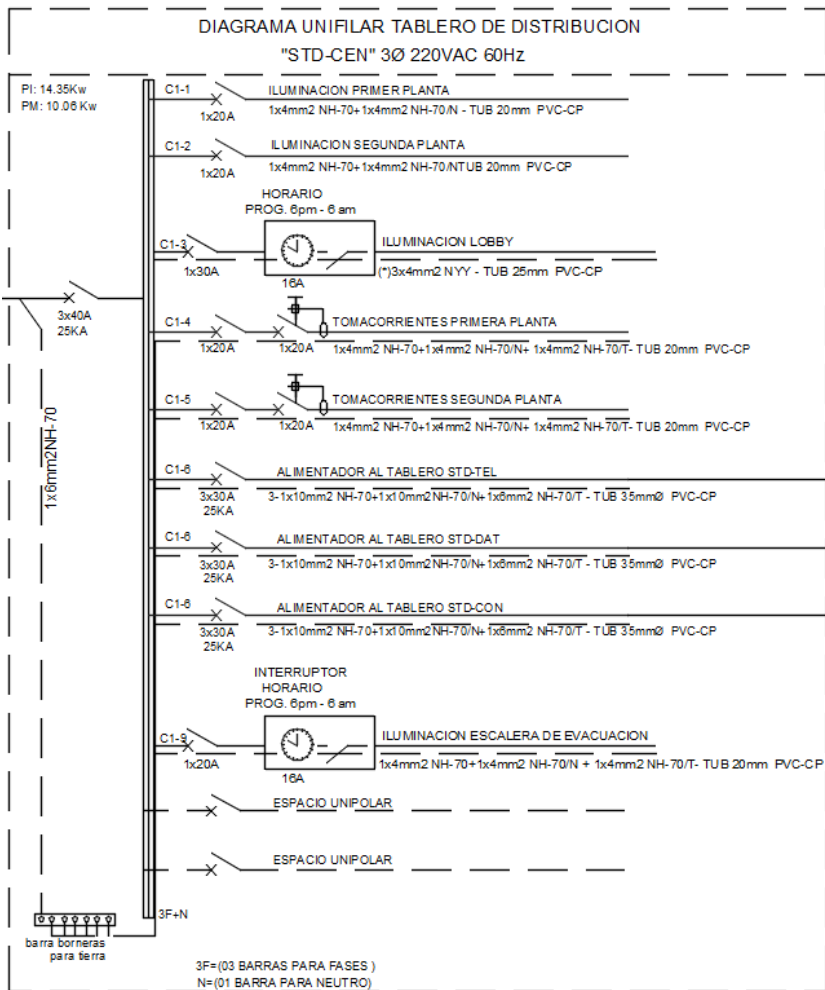 DIAGRAMA UNIFILAR TABLERO DE DISTRIBUCION
"STD-CEN" 3Ø 220VAC 60Hz
PI: 14.35Kw
PM: 10.06 Kw
C1-1
ILUMINACION PRIMER PLANTA
1x20A
1x4mm2 NH-70+1x4mm2 NH-70/N - TUB 20mm PVC-CP
C1-2
ILUMINACION SEGUNDA PLANTA
1x20A
1x4mm2 NH-70+1x4mm2 NH-70/NTUB 20mm PVC-CP
HORARIO
PROG. 6pm - 6 am
C1-3
ILUMINACION LOBBY
1x30A
16A
(*)3x4mm2 NYY - TUB 25mm PVC-CP
3x40A
25KA
C1-4
TOMACORRIENTES PRIMERA PLANTA
1x20A
1x20A
1x4mm2 NH-70+1x4mm2 NH-70/N+ 1x4mm2 NH-70/T- TUB 20mm PVC-CP
C1-5
TOMACORRIENTES SEGUNDA PLANTA
1x20A
1x20A
1x4mm2 NH-70+1x4mm2 NH-70/N+ 1x4mm2 NH-70/T- TUB 20mm PVC-CP
1x6mm2NH-70
C1-6
ALIMENTADOR AL TABLERO STD-TEL
3x30A
25KA
3-1x10mm2 NH-70+1x10mm2NH-70/N+1x6mm2 NH-70/T - TUB 35mmØ PVC-CP
C1-6
ALIMENTADOR AL TABLERO STD-DAT
3x30A
25KA
3-1x10mm2 NH-70+1x10mm2NH-70/N+1x6mm2 NH-70/T - TUB 35mmØ PVC-CP
C1-6
ALIMENTADOR AL TABLERO STD-CON
3x30A
25KA
3-1x10mm2 NH-70+1x10mm2NH-70/N+1x6mm2 NH-70/T - TUB 35mmØ PVC-CP
INTERRUPTOR
HORARIO
PROG. 6pm - 6 am
C1-9
ILUMINACION ESCALERA DE EVACUACION
1x20A
16A
1x4mm2 NH-70+1x4mm2 NH-70/N + 1x4mm2 NH-70/T- TUB 20mm PVC-CP
ESPACIO UNIPOLAR
ESPACIO UNIPOLAR
3F+N
barra borneras
para tierra
3F=(03 BARRAS PARA FASES )
N=(01 BARRA PARA NEUTRO)